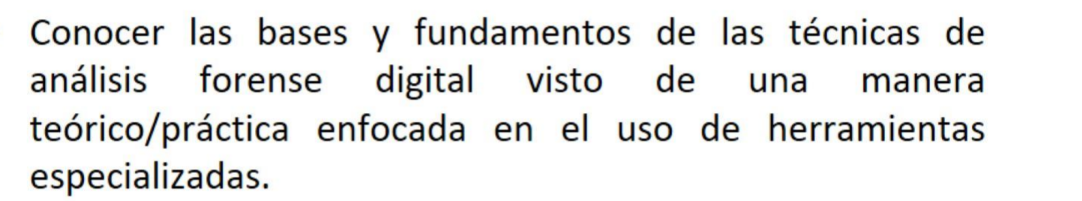 Conocer las bases y fundamentos de las técnicas de
análisis forense digital visto de una manera
teórico/práctica enfocada en el uso de herramientas
especializadas.